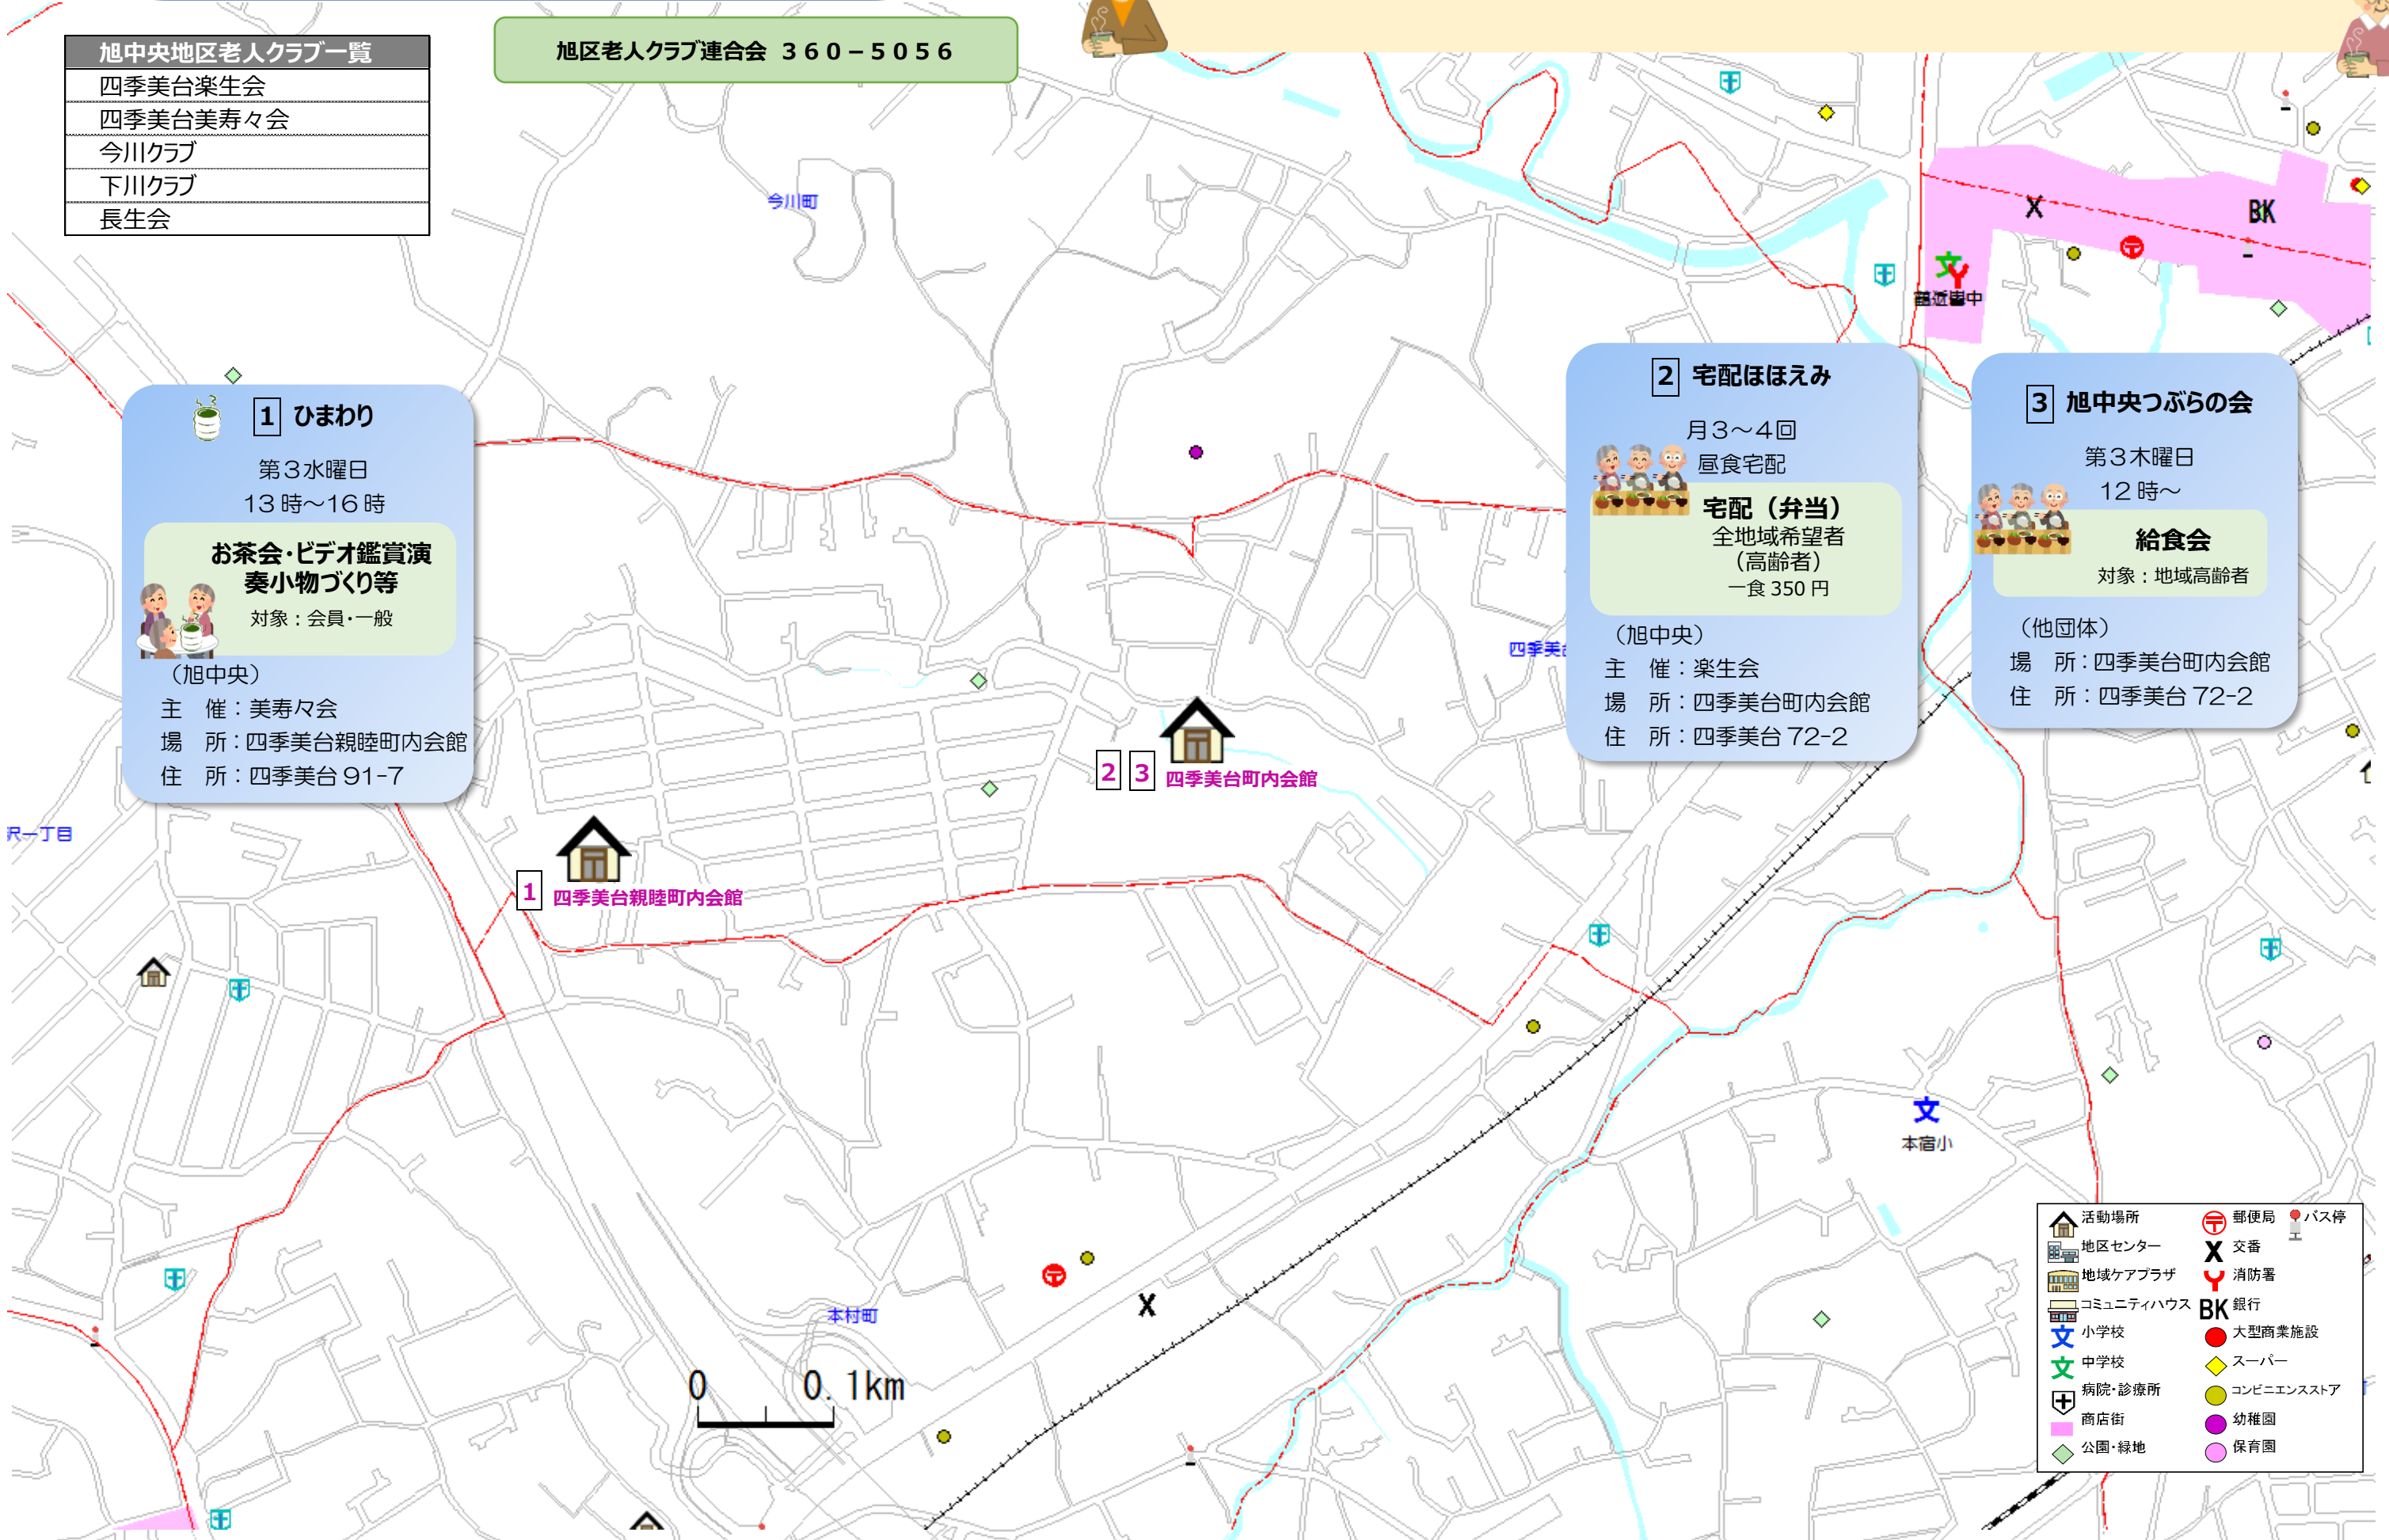 旭中央地区老人クラブ一覧
四季美台楽生会
四季美台美寿々会
今川クラブ
下川クラブ
長生会
旭区老人クラブ連合会 360-5056
今川町
BK
1 ひまわり
第3水曜日
13時～16時
お茶会・ビデオ鑑賞演
奏小物づくり等
対象：会員・一般
（旭中央）
主 催：美寿々会
場 所：四季美台親睦町内会館
住 所：四季美台 91-7
2 宅配ほほえみ
月3～4回
昼食宅配
宅配（弁当）
全地域希望者
（高齢者）
一食 350 円
（旭中央）
主 催：楽生会
場 所：四季美台町内会館
住 所：四季美台 72-2
3 旭中央つぶらの会
第3木曜日
12時～
給食会
対象：地域高齢者
（他団体）
場 所：四季美台町内会館
住 所：四季美台 72-2
四季美
2 3 四季美台町内会館
沢一丁目
1 四季美台親睦町内会館
本宿小
本村町
0 0.1km
活動場所
地区センター
地域ケアプラザ
コミュニティハウス
文 小学校
文 中学校
病院・診療所
商店街
公園・緑地
郵便局
バス停
X 交番
消防署
BK 銀行
大型商業施設
スーパー
コンビニエンスストア
幼稚園
保育園